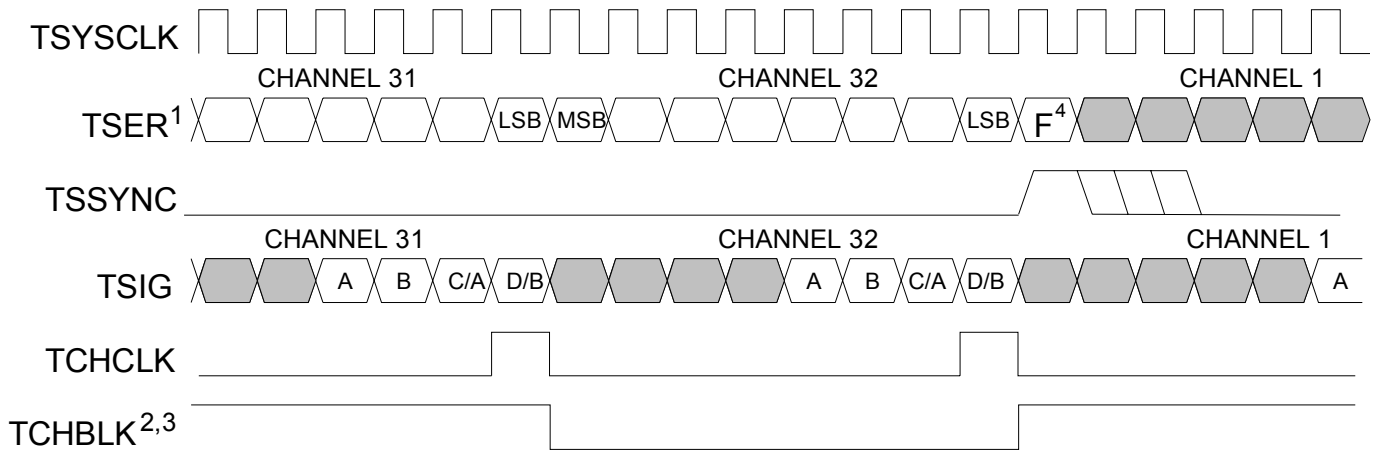 TSYSCLK
CHANNEL 31 CHANNEL 32 CHANNEL 1
TSER¹ LSB MSB LSB F⁴
TSSYNC
CHANNEL 31 CHANNEL 32 CHANNEL 1
TSIG A B C/A D/B A B C/A D/B A
TCHCLK
TCHBLK²,³